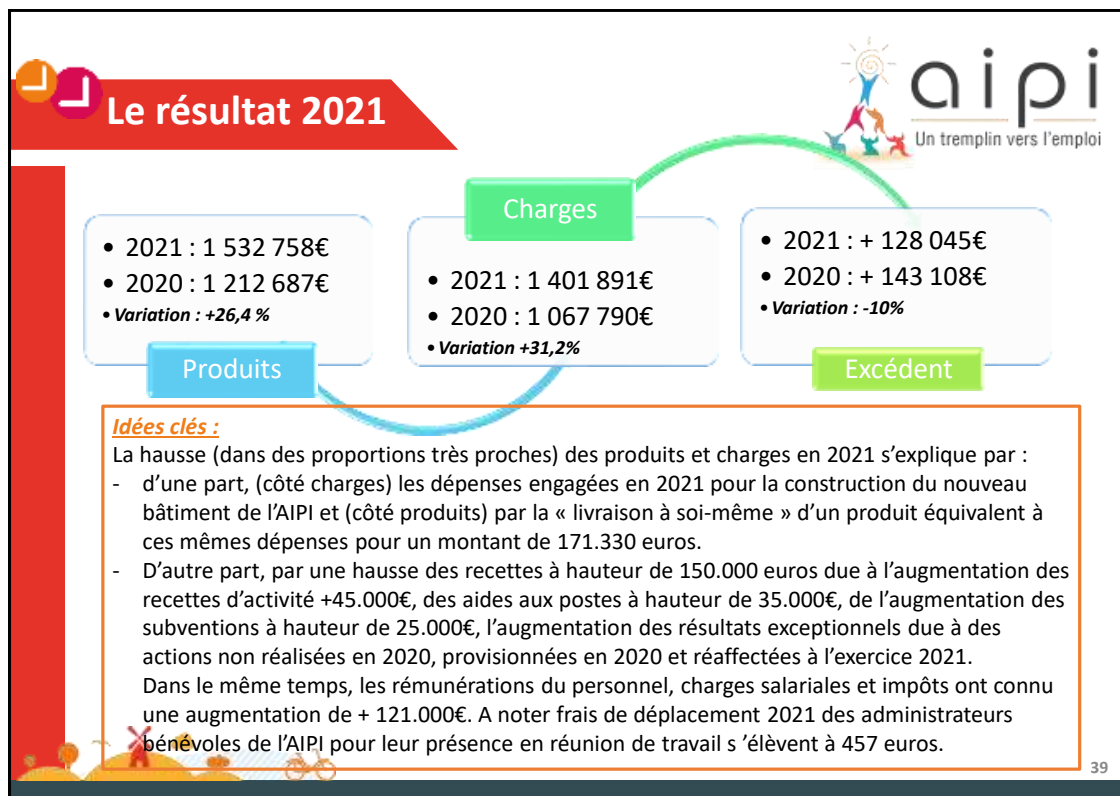 Le résultat 2021
aipi
Un tremplin vers l'emploi
• 2021 : 1 532 758€
• 2020 : 1 212 687€
• Variation : +26,4 %
Produits
Charges
• 2021 : 1 401 891€
• 2020 : 1 067 790€
• Variation +31,2%
• 2021 : + 128 045€
• 2020 : + 143 108€
• Variation : -10%
Excédent
Idées clés :
La hausse (dans des proportions très proches) des produits et charges en 2021 s’explique par :
- d’une part, (côté charges) les dépenses engagées en 2021 pour la construction du nouveau
bâtiment de l’AIPI et (côté produits) par la « livraison à soi-même » d’un produit équivalent à
ces mêmes dépenses pour un montant de 171.330 euros.
- D’autre part, par une hausse des recettes à hauteur de 150.000 euros due à l’augmentation des
recettes d’activité +45.000€, des aides aux postes à hauteur de 35.000€, de l’augmentation des
subventions à hauteur de 25.000€, l’augmentation des résultats exceptionnels due à des
actions non réalisées en 2020, provisionnées en 2020 et réaffectées à l’exercice 2021.
Dans le même temps, les rémunérations du personnel, charges salariales et impôts ont connu
une augmentation de + 121.000€. A noter frais de déplacement 2021 des administrateurs
bénévoles de l’AIPI pour leur présence en réunion de travail s ’élèvent à 457 euros.
39